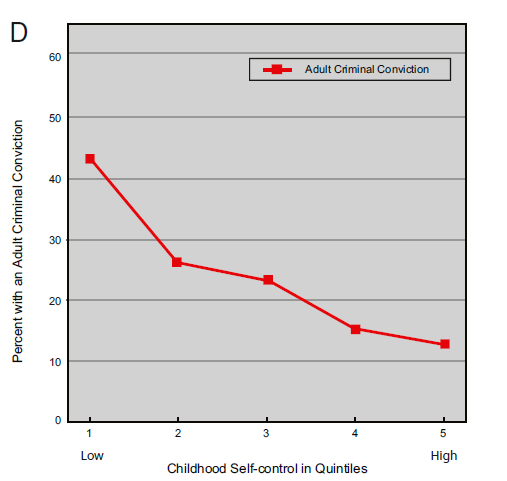 D
Adult Criminal Conviction
Percent with an Adult Criminal Conviction
60
50
40
30
20
10
0
1 2 3 4 5
Low High
Childhood Self-control in Quintiles